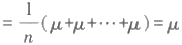 = 1/n (μ+μ+⋯+μ) = μ